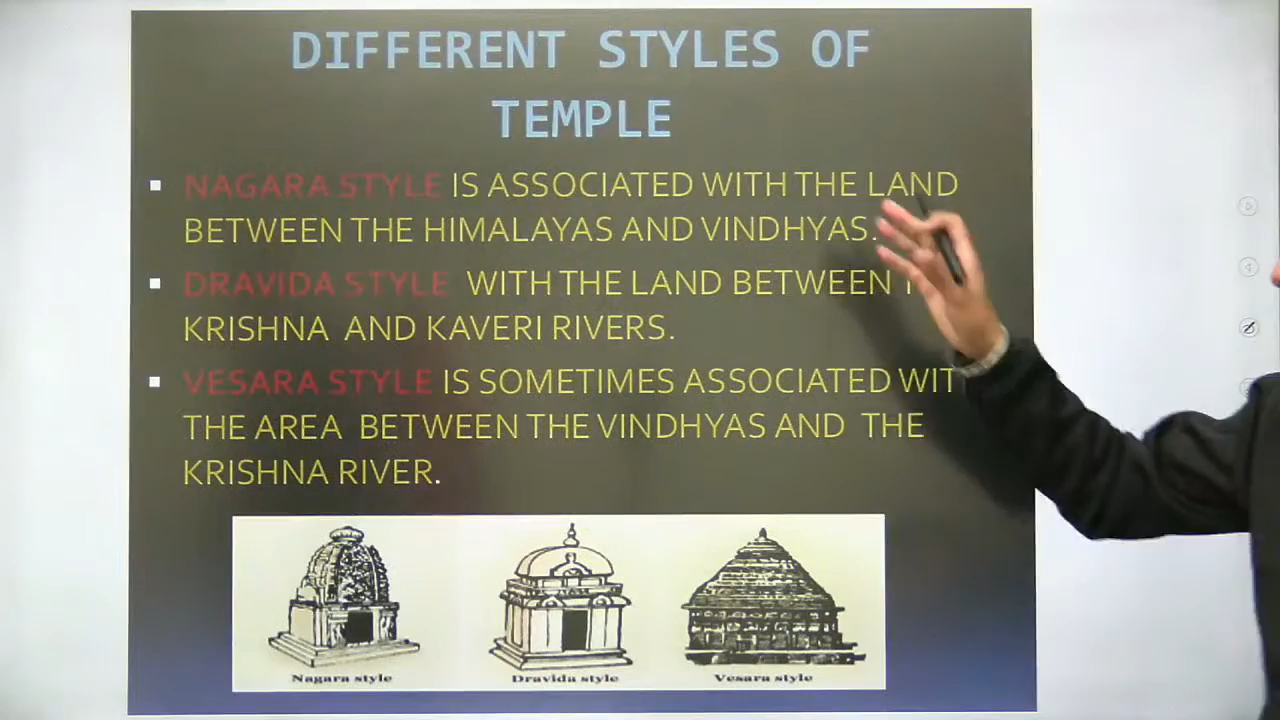 DIFFERENT STYLES OF
TEMPLE
NAGARA STYLE IS ASSOCIATED WITH THE LAND
BETWEEN THE HIMALAYAS AND VINDHYAS.
DRAVIDA STYLE WITH THE LAND BETWEEN
KRISHNA AND KAVERI RIVERS.
VESARA STYLE IS SOMETIMES ASSOCIATED WIT
THE AREA BETWEEN THE VINDHYAS AND THE
KRISHNA RIVER.
Nagara style
Dravida style
Vesara style